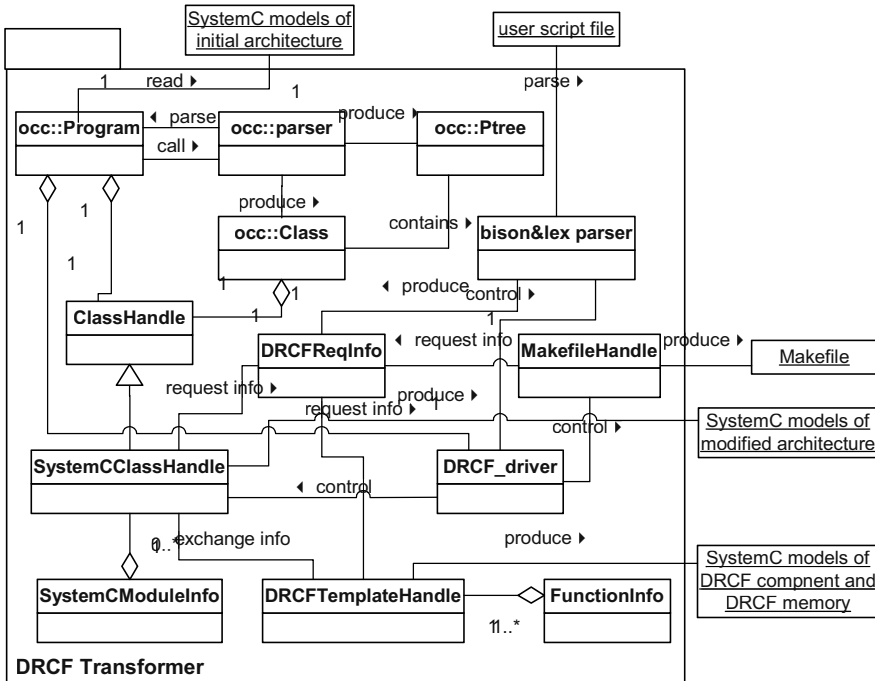 SystemC models of
initial architecture
user script file
1
read
1
parse
occ::Program
parse
occ::parser
produce
occ::Ptree
call
1
1
produce
contains
occ::Class
bison&lex parser
1
1
1
1
produce
control
ClassHandle
1
DRCFReqInfo
request info
MakefileHandle
produce
Makefile
request info
produce
request info
1
control
SystemC models of
modified architecture
SystemCClassHandle
DRCF_driver
control
exchange info
produce
SystemC models of
DRCF compnent and
DRCF memory
SystemCModuleInfo
DRCFTemplateHandle
FunctionInfo
1..*
DRCF Transformer